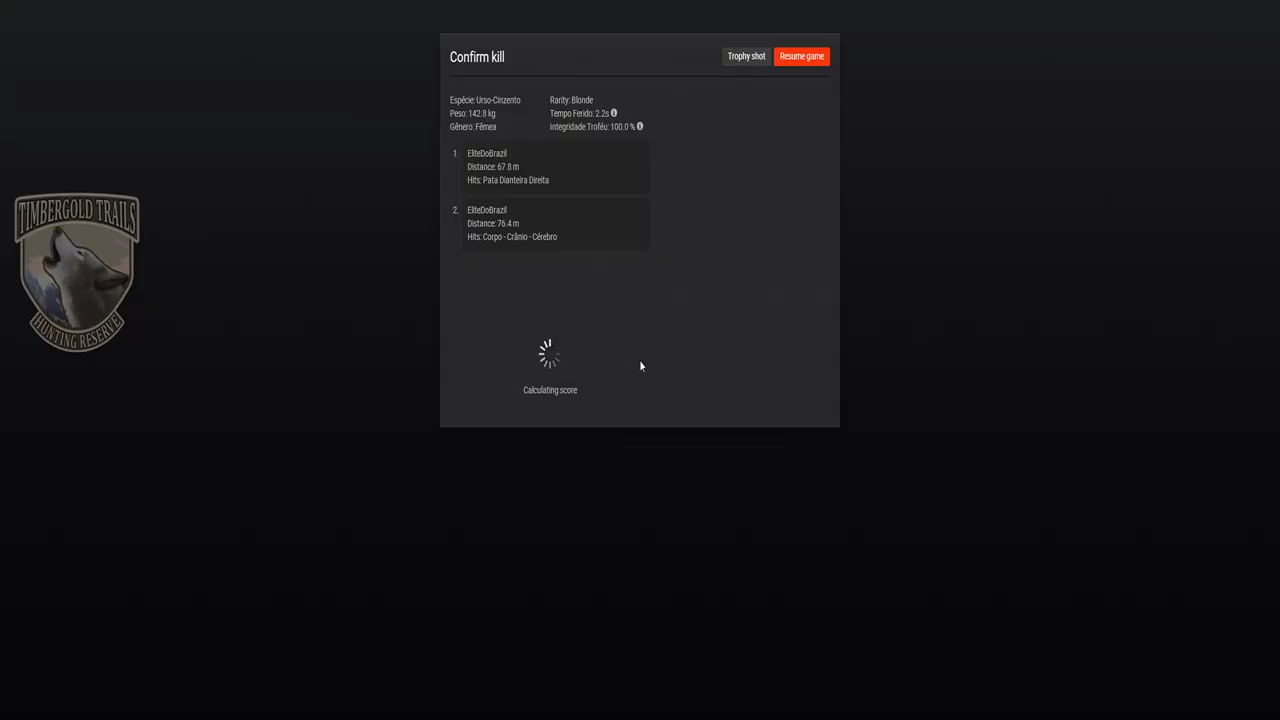 Confirm kill
Trophy shot
Resume game
Espécie: Urso-Cinzento
Peso: 142.8 kg
Gênero: Fêmea
Rarity: Blonde
Tempo Ferido: 2.2s
Integridade Troféu: 100.0 %
1. EliteDoBrazil
Distance: 67.8 m
Hits: Pata Dianteira Direita
2. EliteDoBrazil
Distance: 76.4 m
Hits: Corpo - Crânio - Cérebro
Calculating score
TIMBERGOLD TRAILS
HUNTING RESERVE